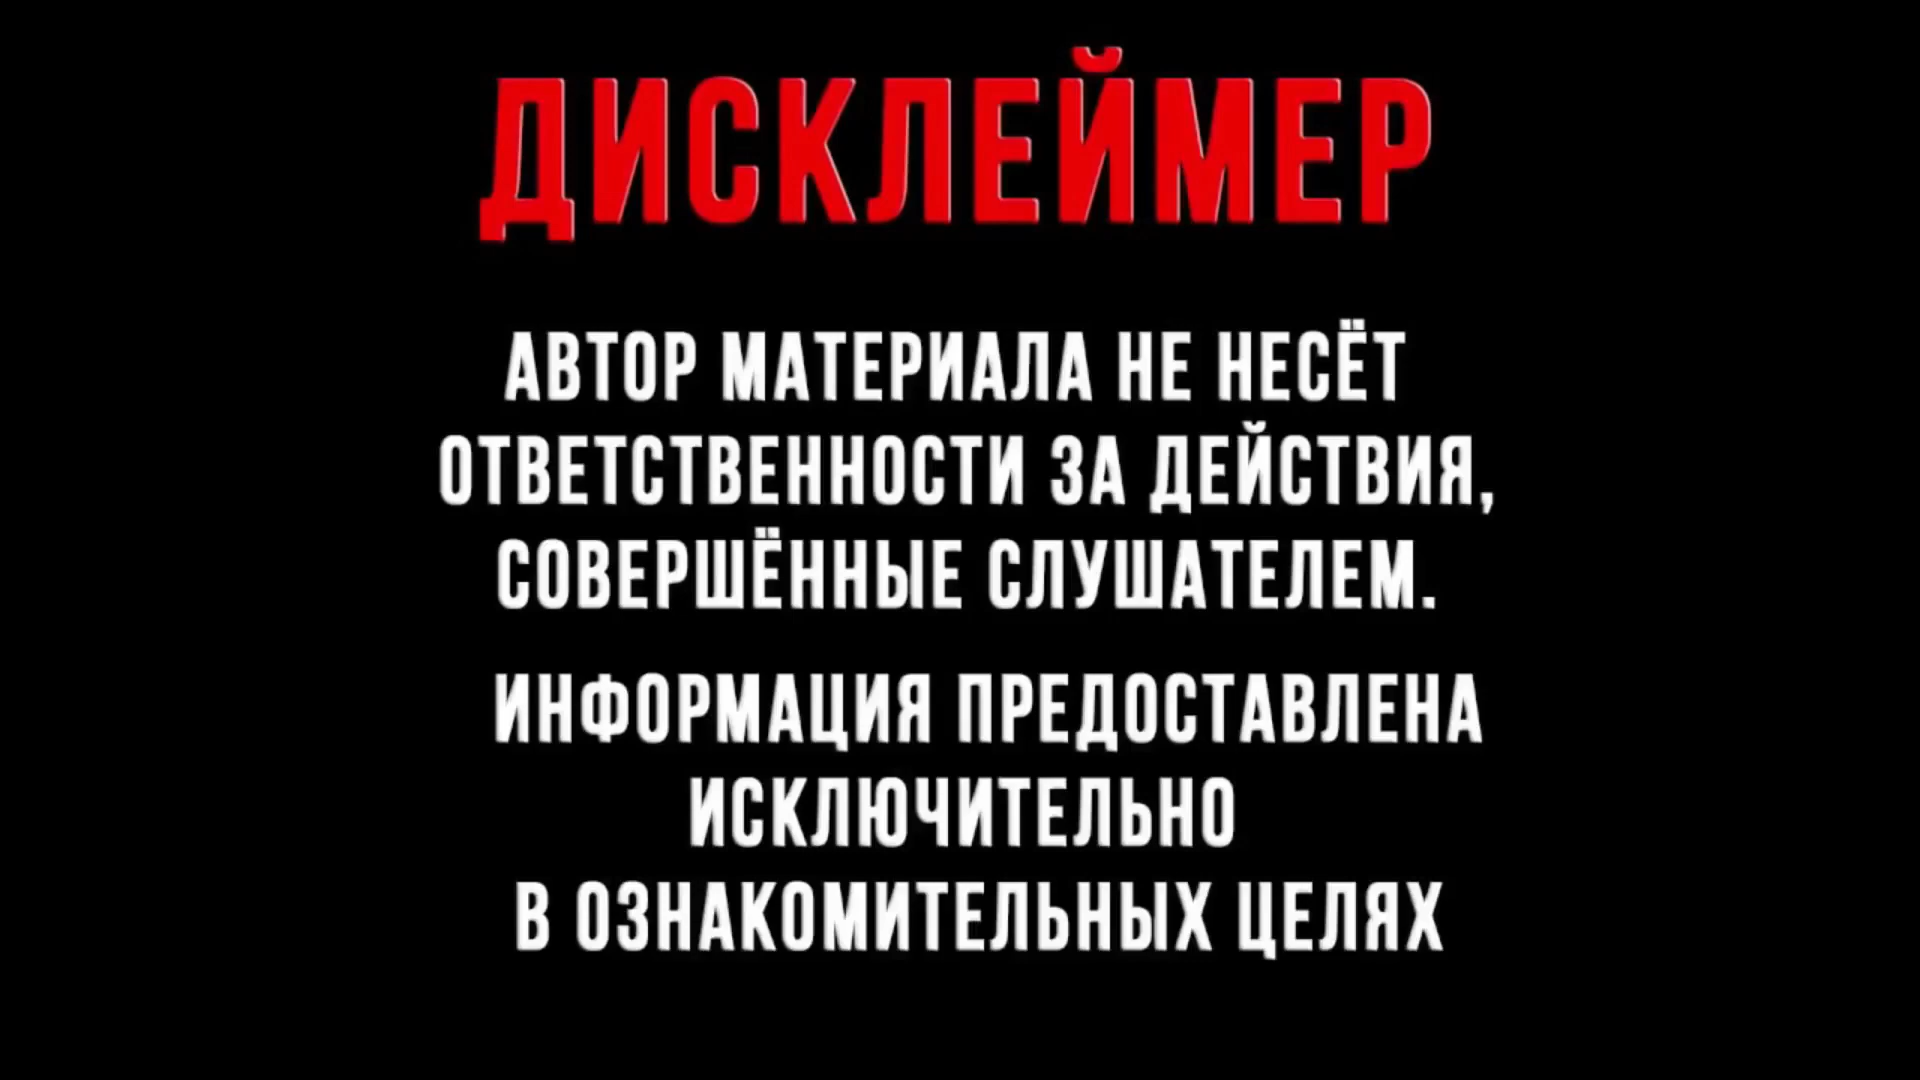 ДИСКЛЕЙМЕР
АВТОР МАТЕРИАЛА НЕ НЕСЁТ
ОТВЕТСТВЕННОСТИ ЗА ДЕЙСТВИЯ,
СОВЕРШЁННЫЕ СЛУШАТЕЛЕМ.
ИНФОРМАЦИЯ ПРЕДОСТАВЛЕНА
ИСКЛЮЧИТЕЛЬНО
В ОЗНАКОМИТЕЛЬНЫХ ЦЕЛЯХ